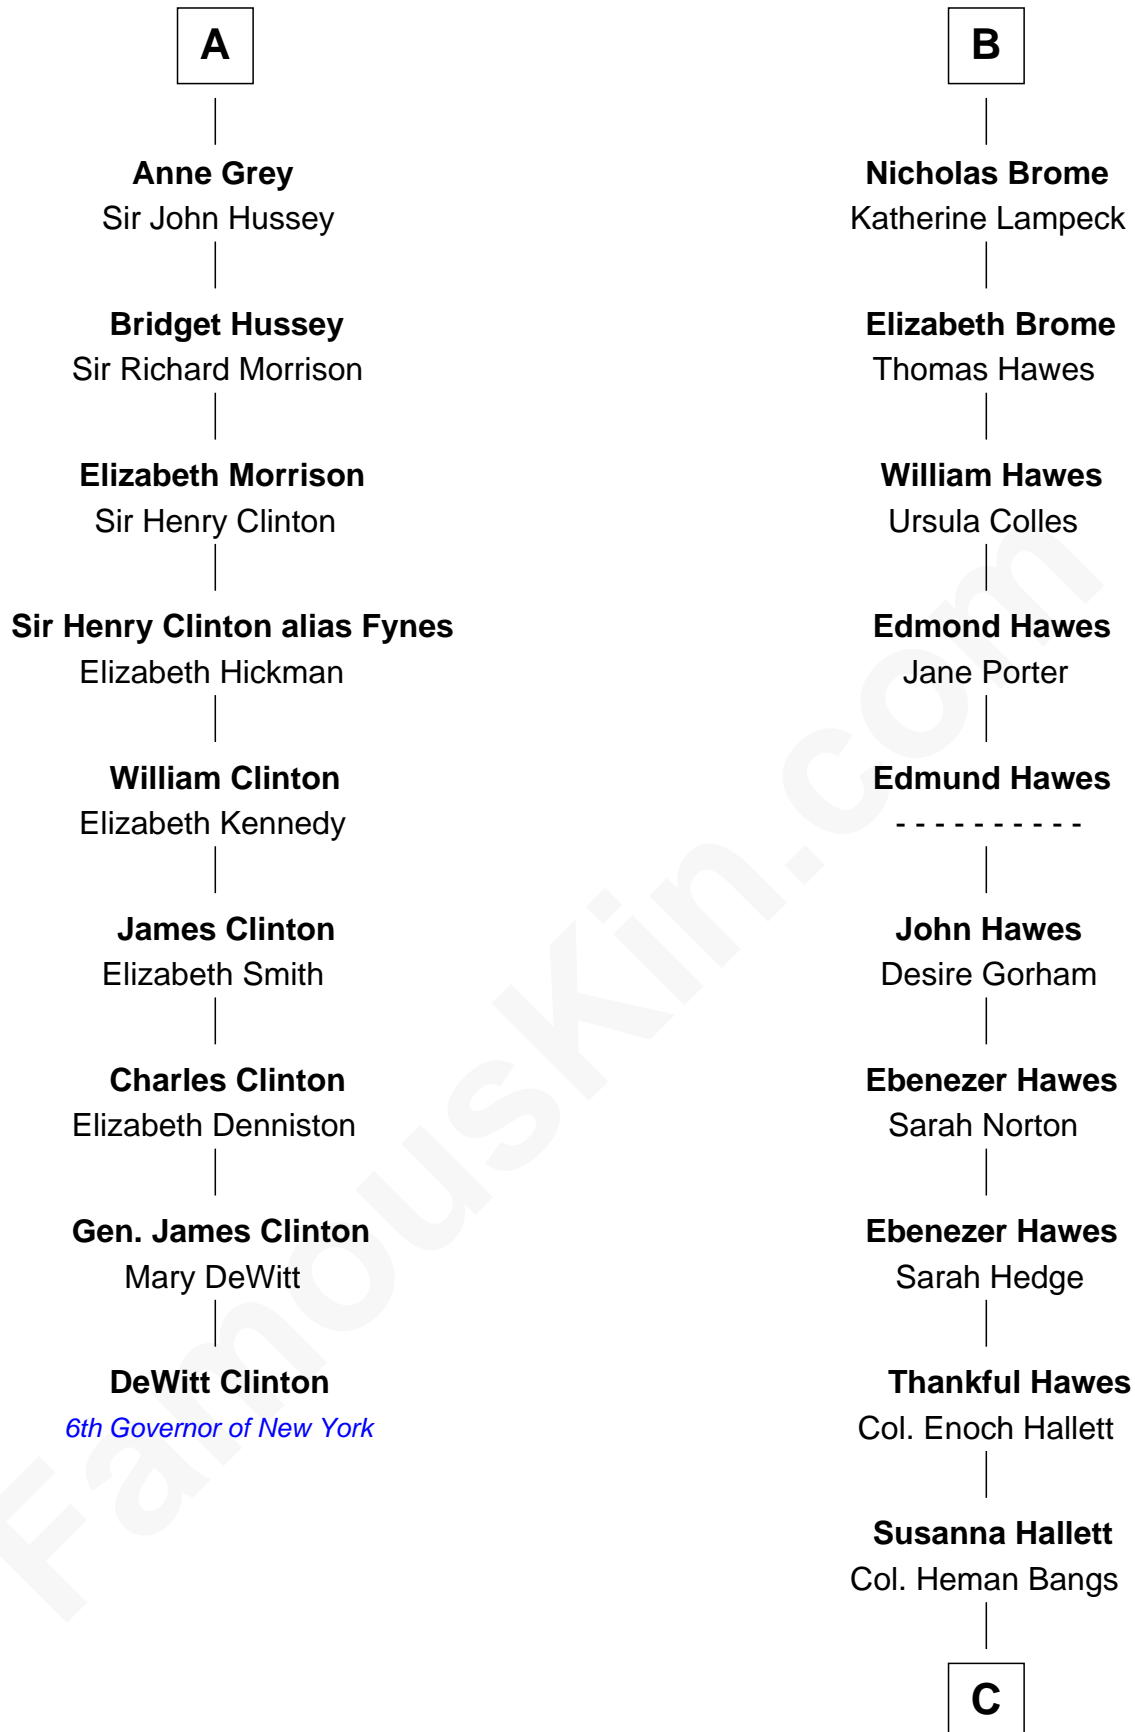 A
Anne Grey
Sir John Hussey
Bridget Hussey
Sir Richard Morrison
Elizabeth Morrison
Sir Henry Clinton
Sir Henry Clinton alias Fynes
Elizabeth Hickman
William Clinton
Elizabeth Kennedy
James Clinton
Elizabeth Smith
Charles Clinton
Elizabeth Denniston
Gen. James Clinton
Mary DeWitt
DeWitt Clinton
6th Governor of New York
B
Nicholas Brome
Katherine Lampeck
Elizabeth Brome
Thomas Hawes
William Hawes
Ursula Colles
Edmond Hawes
Jane Porter
Edmund Hawes
- - - - - - - - - -
John Hawes
Desire Gorham
Ebenezer Hawes
Sarah Norton
Ebenezer Hawes
Sarah Hedge
Thankful Hawes
Col. Enoch Hallett
Susanna Hallett
Col. Heman Bangs
C
FamousKin.com